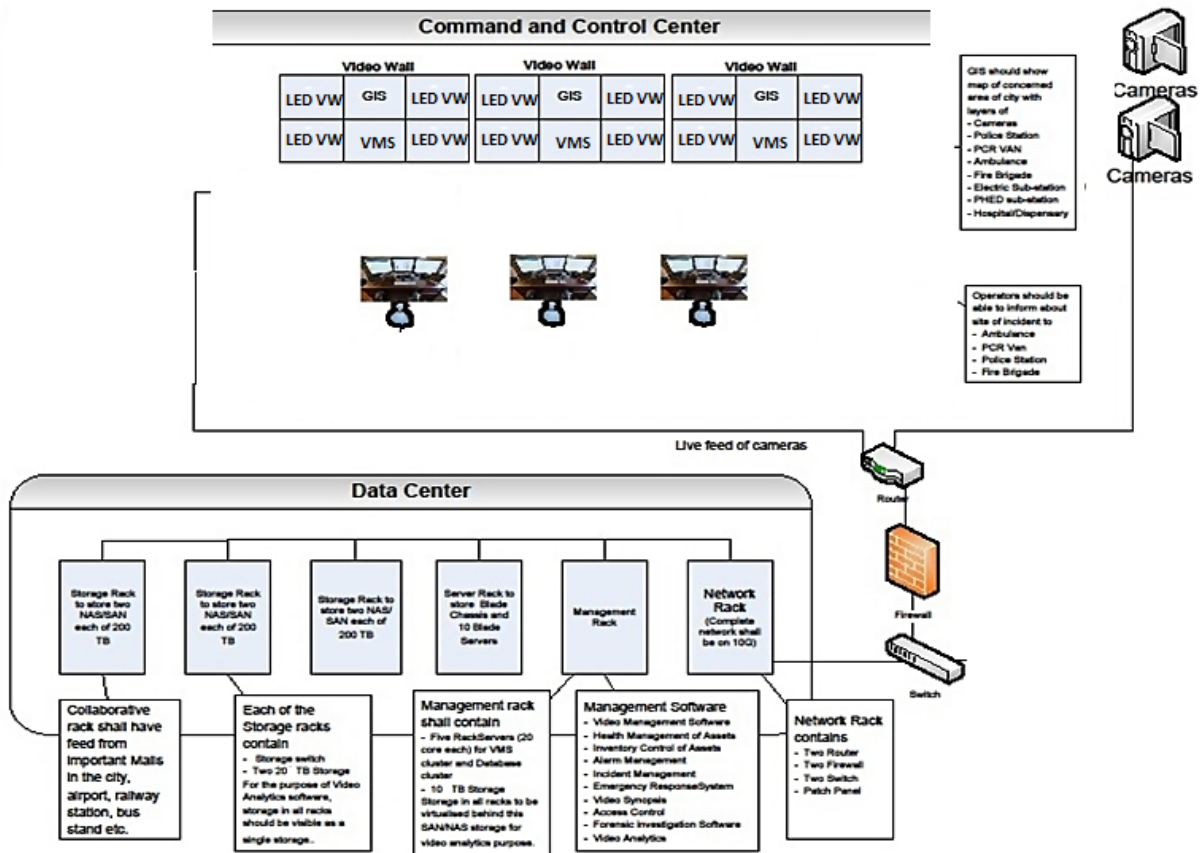 Command and Control Center
Video Wall
Video Wall
Video Wall
LED VW GIS LED VW
LED VW VMS LED VW
LED VW GIS LED VW
LED VW VMS LED VW
LED VW GIS LED VW
LED VW VMS LED VW
GIS should show
map of concerned
area of city with
layers of
- Cameras
- Police Station
- PCR VAN
- Ambulance
- Fire Brigade
- Electric Sub-station
- PHED sub-station
- Hospital/Dispensary
Cameras
Cameras
Operators should be
able to inform about
site of incident to
- Ambulance
- PCR Van
- Police Station
- Fire Brigade
Live feed of cameras
Router
Firewall
Switch
Data Center
Storage Rack
to store two
NAS/SAN
each of 200
TB
Storage Rack
to store two
NAS/SAN
each of 200
TB
Storage Rack
to store two NAS/
SAN each of
200 TB
Server Rack to
store Blade
Chassis and
10 Blade
Servers
Management
Rack
Network
Rack
(Complete
network shall
be on 10G)
Collaborative
rack shall have
feed from
Important Malls
in the city,
airport, railway
station, bus
stand etc.
Each of the
Storage racks
contain
- Storage switch
- Two 20 TB Storage
For the purpose of Video
Analytics software,
storage in all racks
should be visible as a
single storage..
Management rack
shall contain
- Five RackServers (20
core each) for VMS
cluster and Database
cluster
- 10 TB Storage
Storage in all racks to be
virtualised behind this
SAN/NAS storage for
video analytics purpose.
Management Software
- Video Management Software
- Health Management of Assets
- Inventory Control of Assets
- Alarm Management
- Incident Management
- Emergency ResponseSystem
- Video Synopsis
- Access Control
- Forensic Investigation Software
- Video Analytics
Network Rack
contains
- Two Router
- Two Firewall
- Two Switch
- Patch Panel